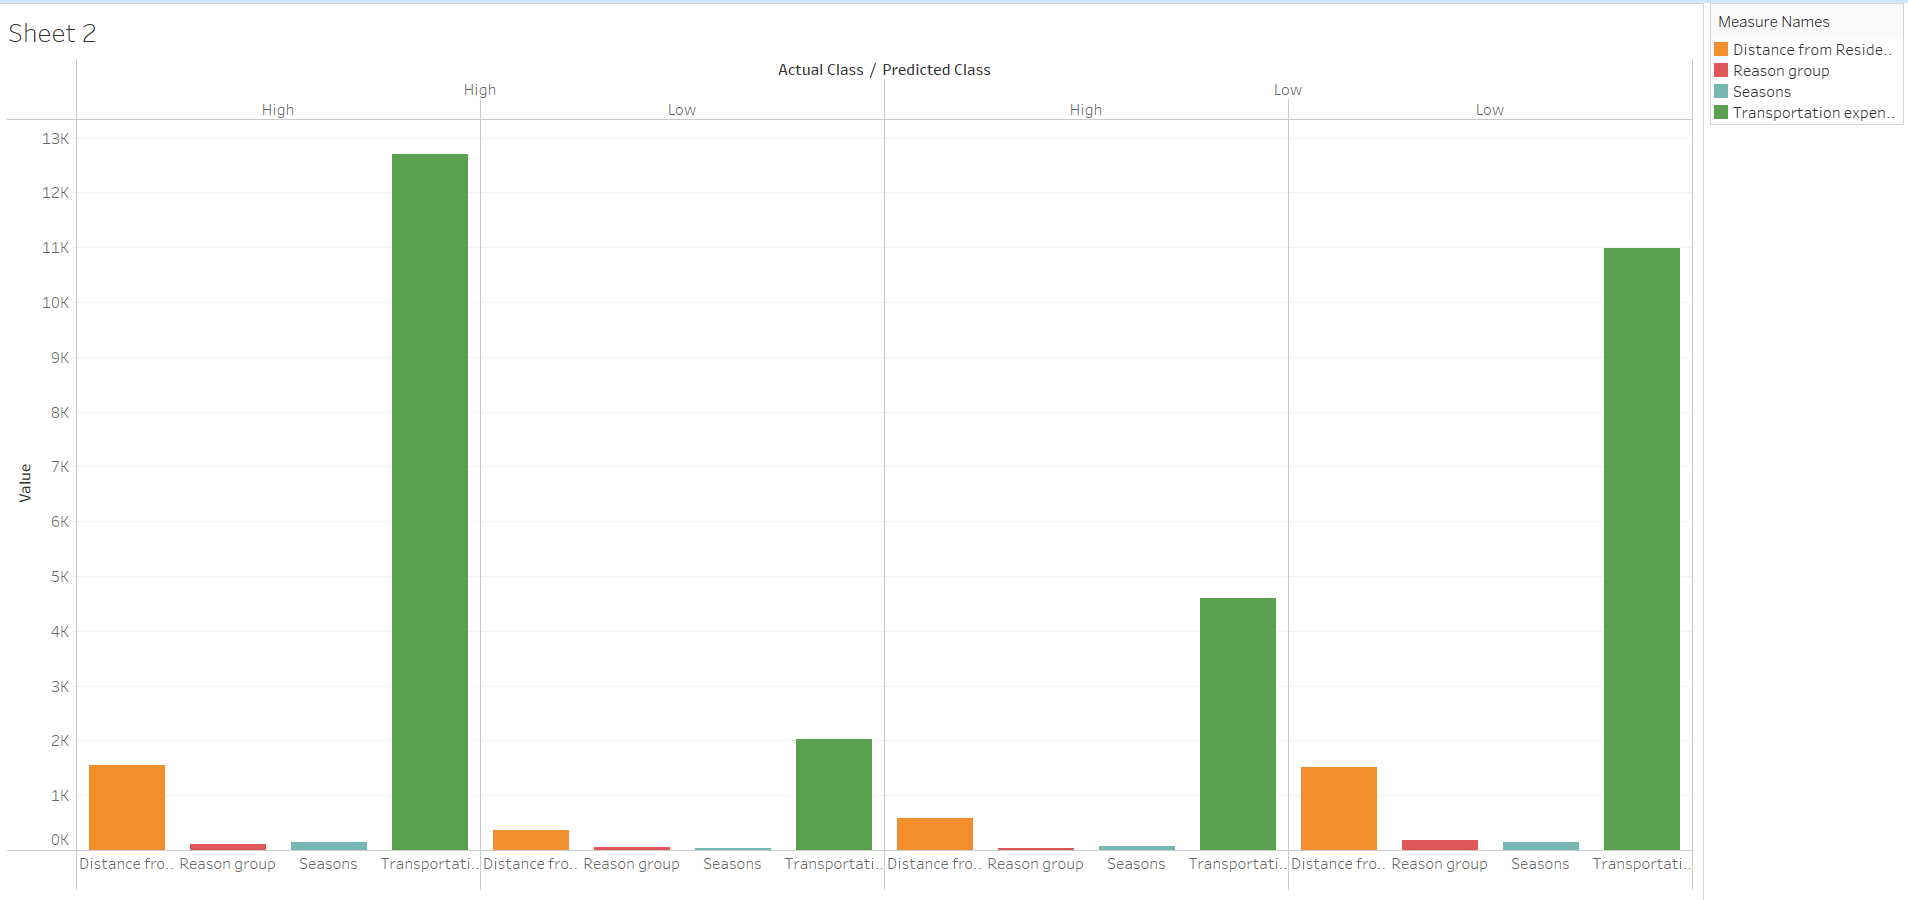 Sheet 2
Measure Names
Distance from Reside..
Reason group
Seasons
Transportation expen..
Actual Class / Predicted Class
High Low
High Low High Low
13K
12K
11K
10K
9K
8K
7K
6K
5K
4K
3K
2K
1K
0K
Value
Distance fro.. Reason group Seasons Transportati.. Distance fro.. Reason group Seasons Transportati.. Distance fro.. Reason group Seasons Transportati.. Distance fro.. Reason group Seasons Transportati..